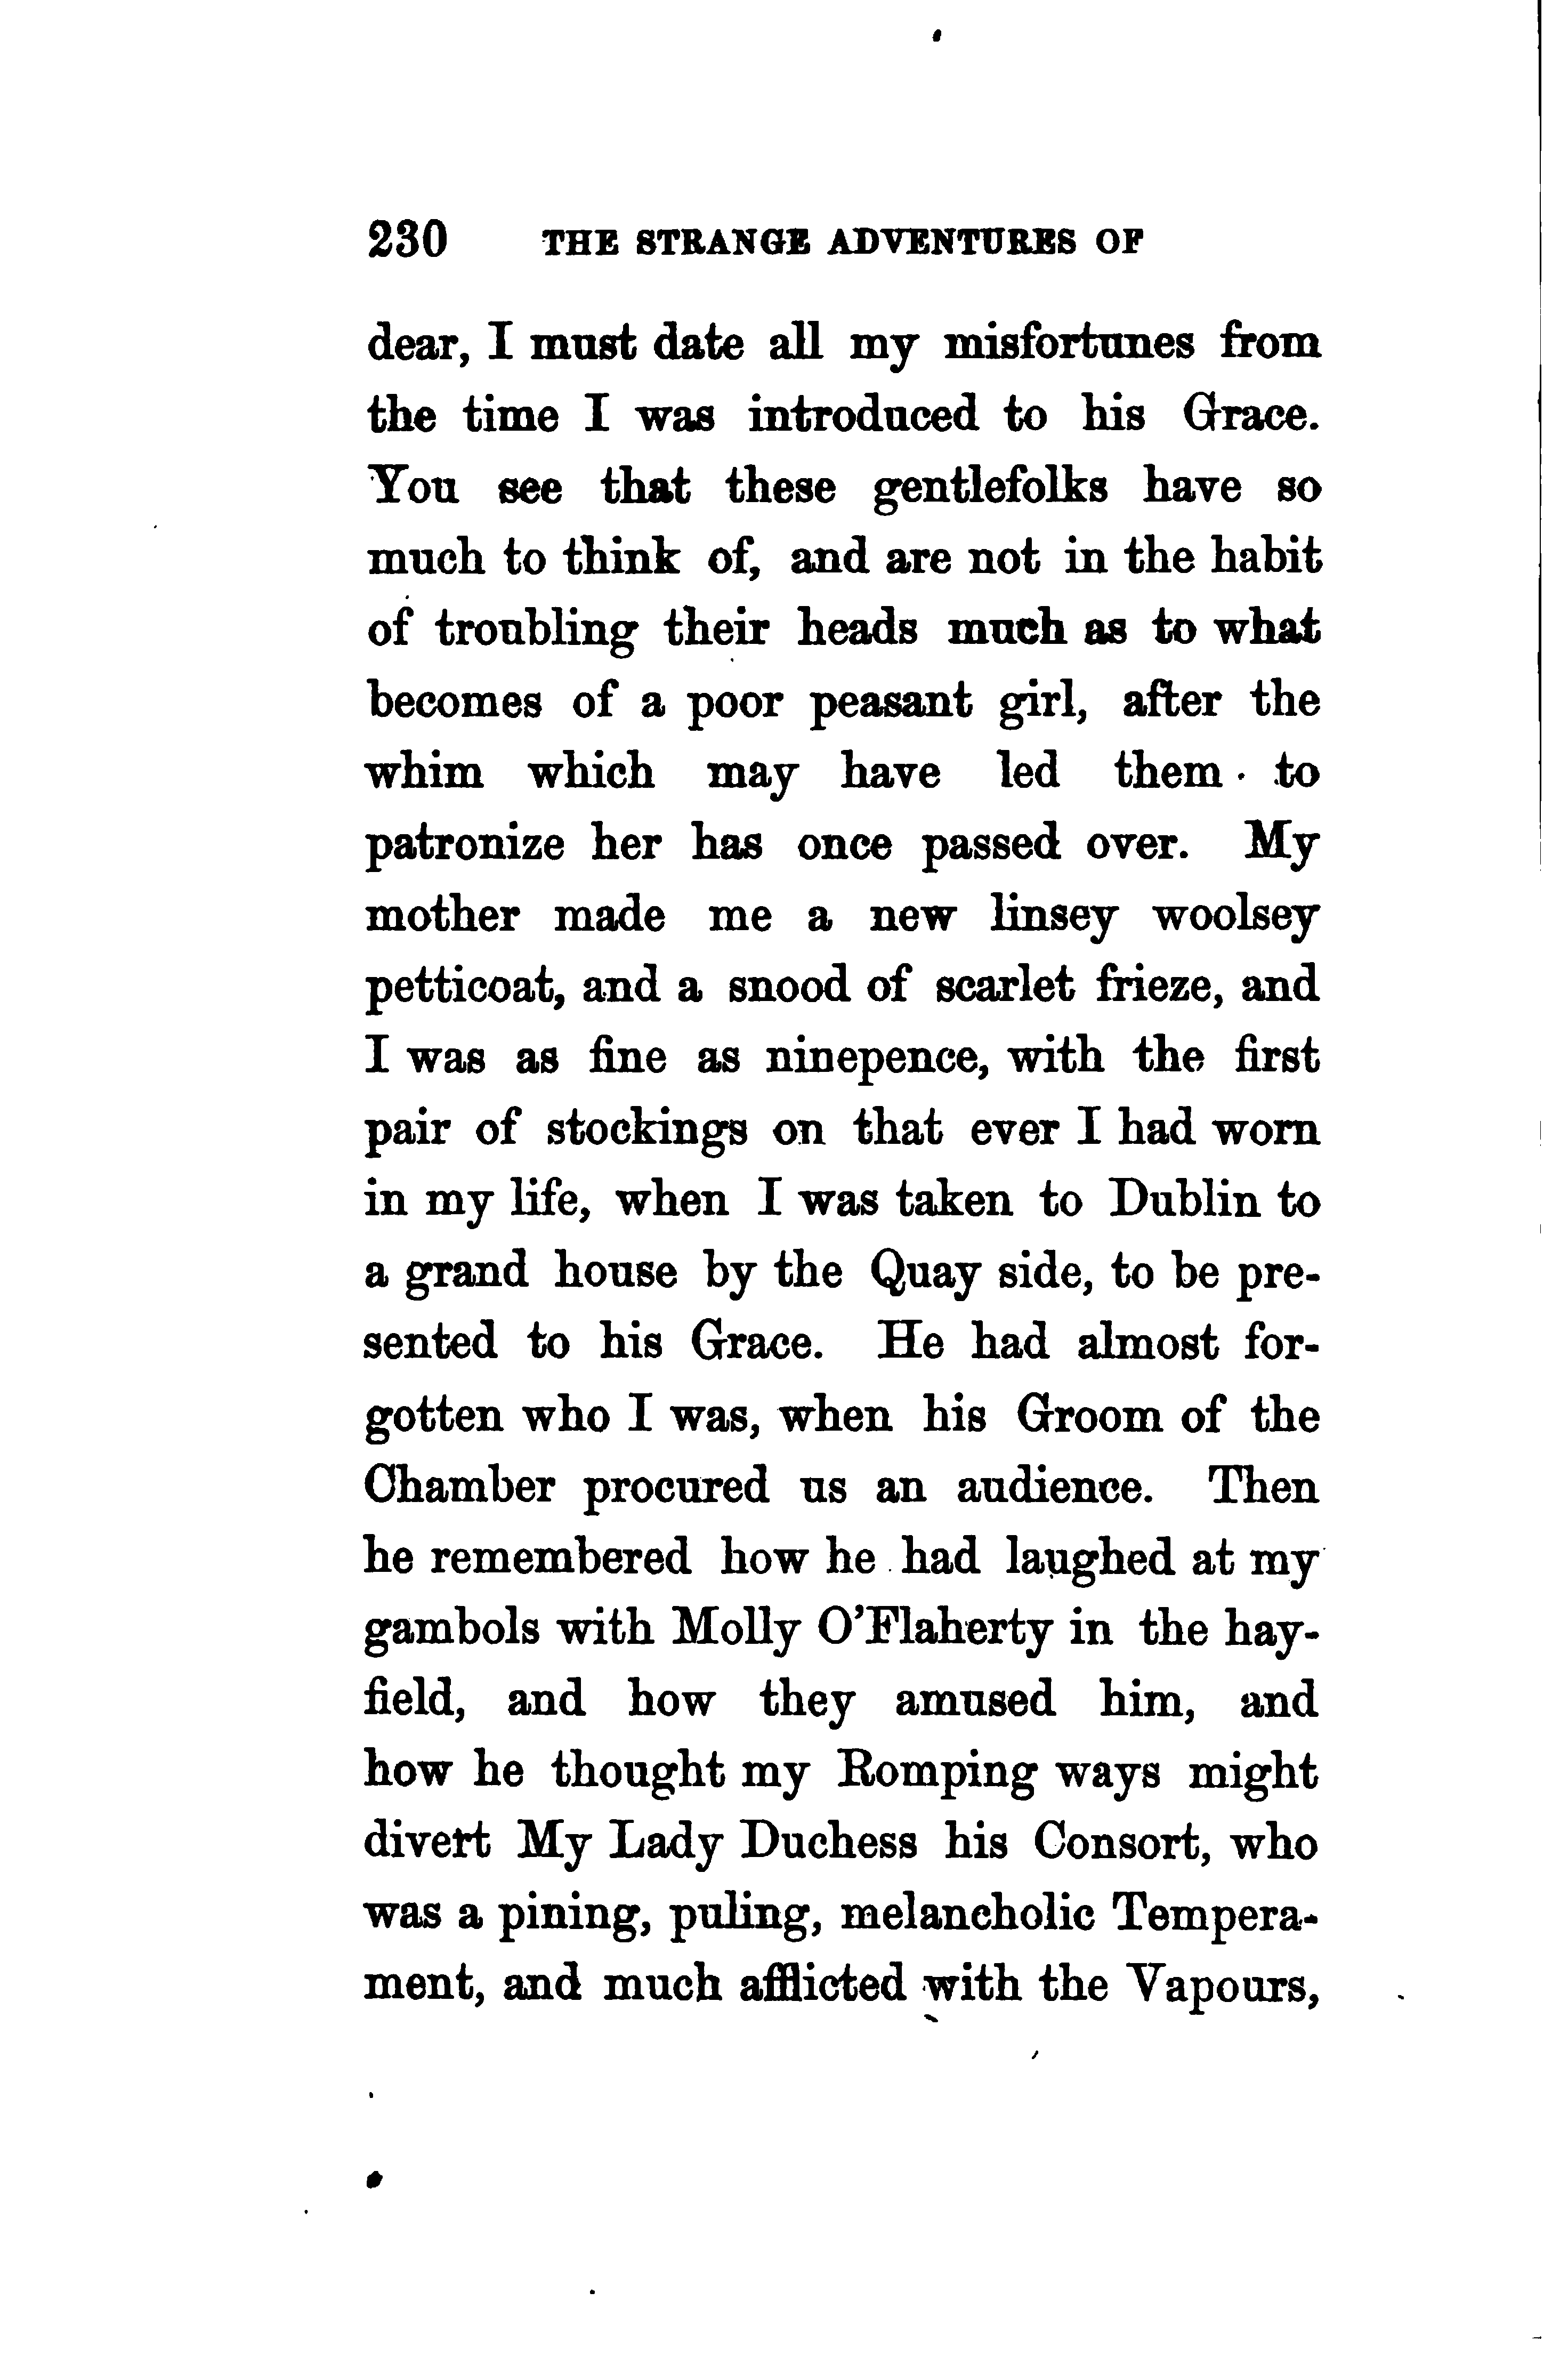 230 THE STRANGE ADVENTURES OF
dear, I must date all my misfortunes from
the time I was introduced to his Grace.
You see that these gentlefolks have so
much to think of, and are not in the habit
of troubling their heads much as to what
becomes of a poor peasant girl, after the
whim which may have led them to
patronize her has once passed over. My
mother made me a new linsey woolsey
petticoat, and a snood of scarlet frieze, and
I was as fine as ninepence, with the first
pair of stockings on that ever I had worn
in my life, when I was taken to Dublin to
a grand house by the Quay side, to be pre-
sented to his Grace. He had almost for-
gotten who I was, when his Groom of the
Chamber procured us an audience. Then
he remembered how he had laughed at my
gambols with Molly O'Flaherty in the hay-
field, and how they amused him, and
how he thought my Romping ways might
divert My Lady Duchess his Consort, who
was a pining, puling, melancholic Tempera-
ment, and much afflicted with the Vapours,